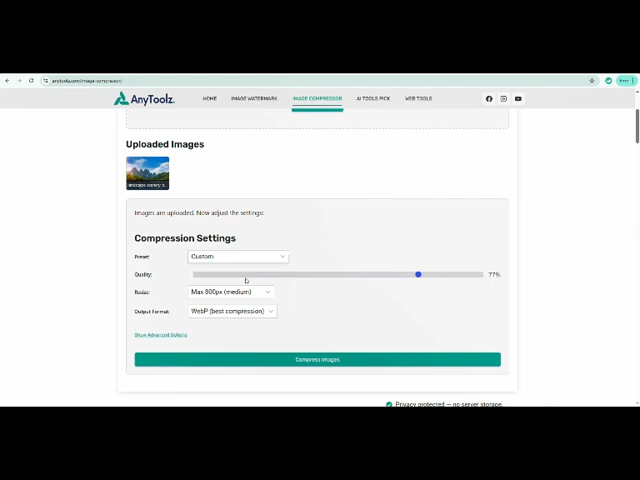 anytoolz.com/image-compressor/
AnyToolz.
HOME
IMAGE WATERMARK
IMAGE COMPRESSOR
AI TOOLS PICK
WEB TOOLS
Uploaded Images
Images are uploaded. Now adjust the settings:
Compression Settings
Preset:
Custom
Quality:
77%
Resize:
Max 800px (medium)
Output Format:
WebP (best compression)
Show Advanced Options
Compress Images
Privacy protected — no server storage